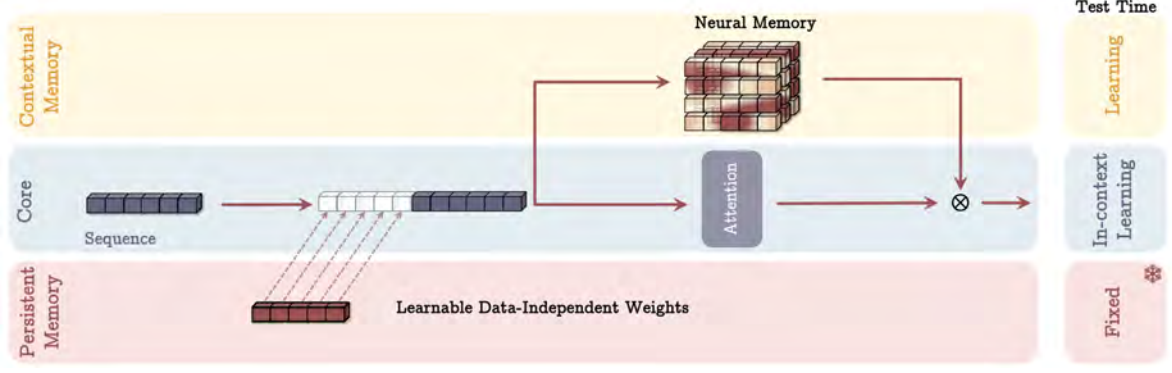 Test Time
Contextual
Memory
Neural Memory
Learning
Core
Sequence
Attention
In-context
Learning
Persistent
Memory
Learnable Data-Independent Weights
Fixed